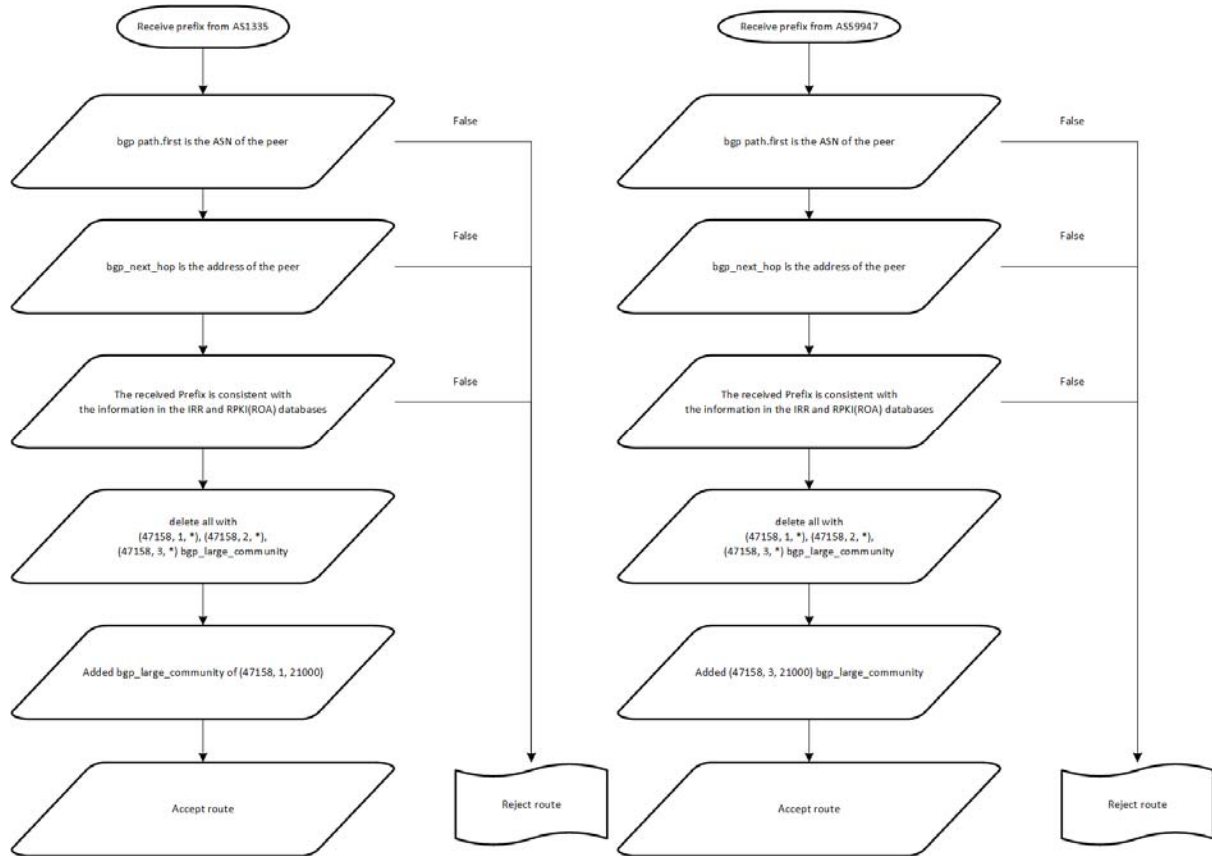 Receive prefix from AS1335
bgp path.first is the ASN of the peer
False
bgp_next_hop is the address of the peer
False
The received Prefix is consistent with
the information in the IRR and RPKI(ROA) databases
False
delete all with
(47158, 1, *), (47158, 2, *),
(47158, 3, *) bgp_large_community
Added bgp_large_community of (47158, 1, 21000)
Accept route
Reject route
Receive prefix from AS59947
bgp path.first is the ASN of the peer
False
bgp_next_hop is the address of the peer
False
The received Prefix is consistent with
the information in the IRR and RPKI(ROA) databases
False
delete all with
(47158, 1, *), (47158, 2, *),
(47158, 3, *) bgp_large_community
Added (47158, 3, 21000) bgp_large_community
Accept route
Reject route